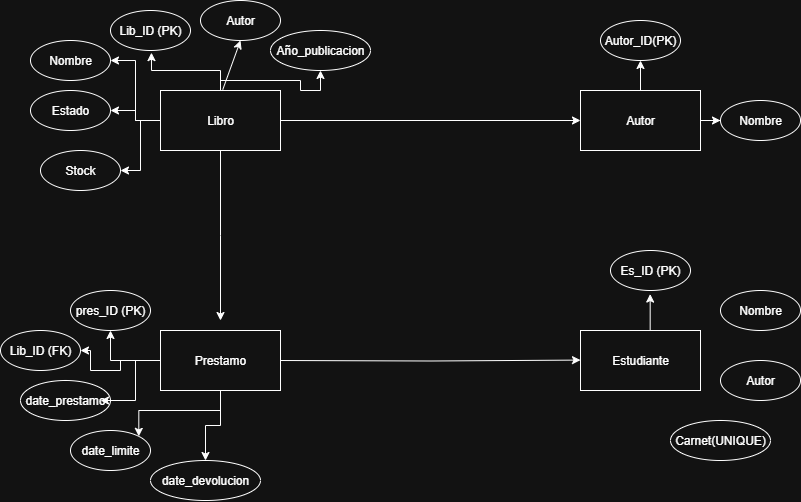 Lib_ID (PK)
Autor
Año_publicacion
Nombre
Estado
Stock
Libro
Autor_ID(PK)
Autor
Nombre
pres_ID (PK)
Lib_ID (FK)
date_prestamo
date_limite
date_devolucion
Prestamo
Es_ID (PK)
Estudiante
Nombre
Autor
Carnet(UNIQUE)